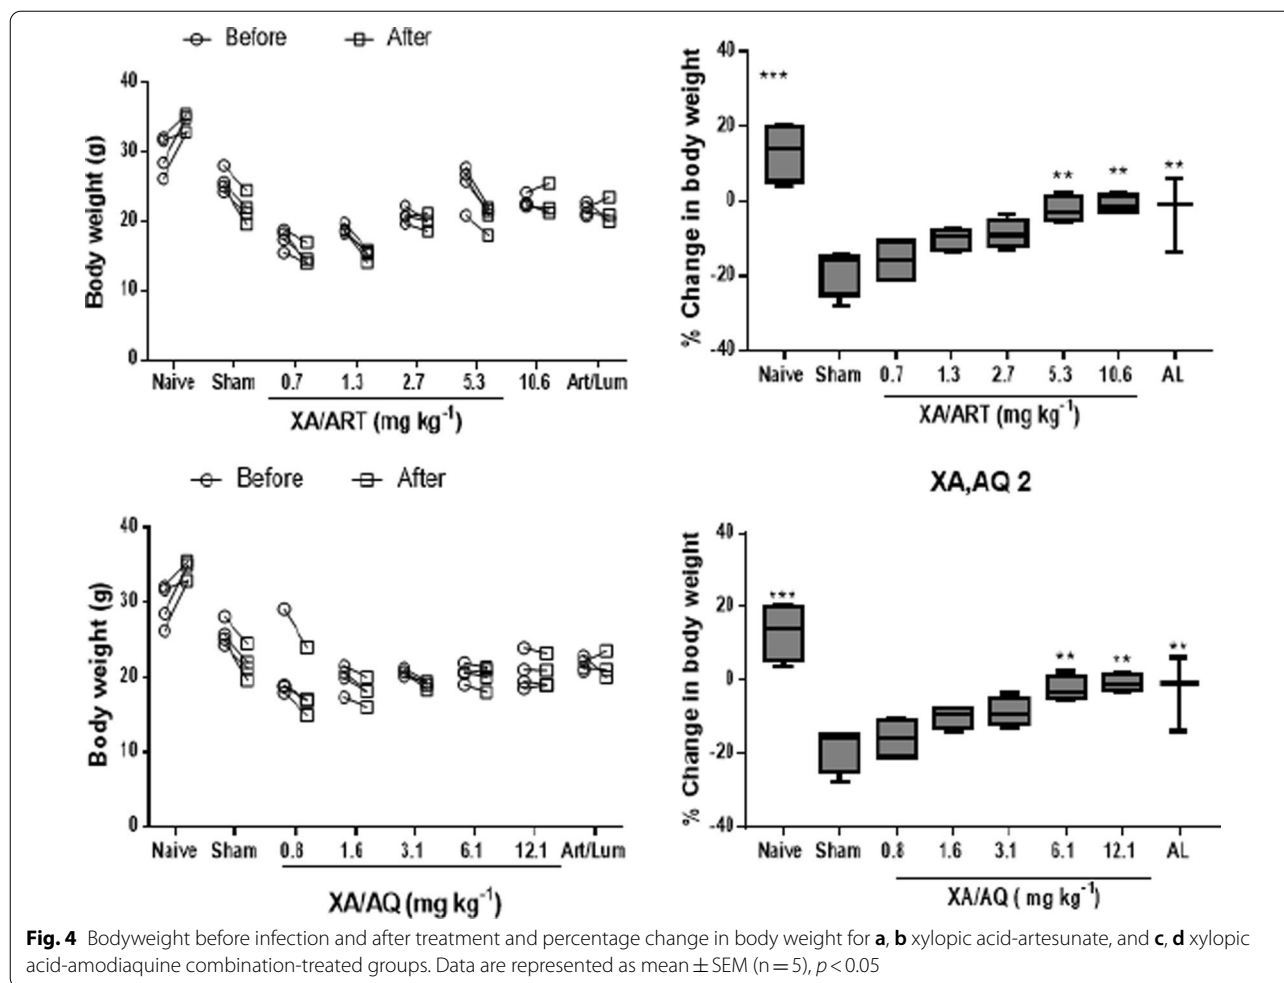 Before After
40
30
20
10
0
Body weight (g)
Naive Sham 0.7 1.3 2.7 5.3 10.6 Art/Lum
XA/ART (mg kg⁻¹)
40
20
0
-20
-40
% Change in body weight
*** ** ** **
Naive Sham 0.7 1.3 2.7 5.3 10.6 AL
XA/ART (mg kg⁻¹)
Before After
40
30
20
10
0
Body weight (g)
Naive Sham 0.8 1.6 3.1 6.1 12.1 Art/Lum
XA/AQ (mg kg⁻¹)
XA,AQ 2
40
20
0
-20
-40
% Change in body weight
*** ** ** **
Naive Sham 0.8 1.6 3.1 6.1 12.1 AL
XA/AQ ( mg kg⁻¹)
Fig. 4 Bodyweight before infection and after treatment and percentage change in body weight for a, b xylopic acid-artesunate, and c, d xylopic
acid-amodiaquine combination-treated groups. Data are represented as mean ± SEM (n = 5), p < 0.05